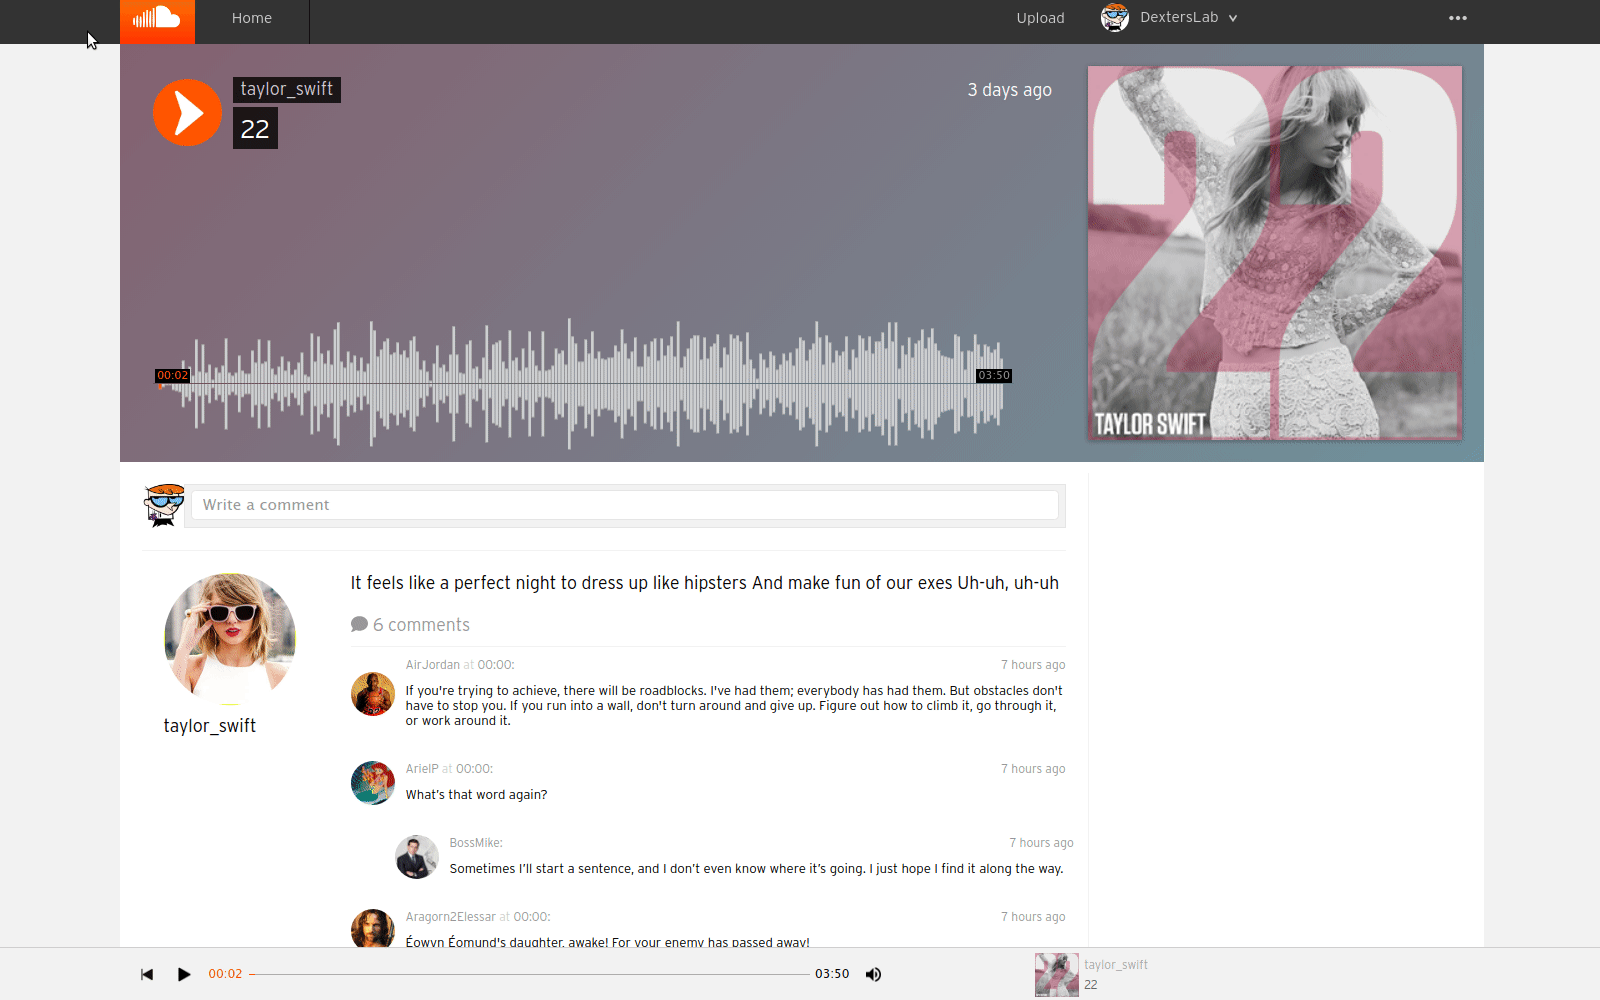 Home
Upload
DextersLab
taylor_swift
22
3 days ago
00:02
03:50
TAYLOR SWIFT
Write a comment
It feels like a perfect night to dress up like hipsters And make fun of our exes Uh-uh, uh-uh
6 comments
taylor_swift
AirJordan at 00:00:
7 hours ago
If you're trying to achieve, there will be roadblocks. I've had them; everybody has had them. But obstacles don't
have to stop you. If you run into a wall, don't turn around and give up. Figure out how to climb it, go through it,
or work around it.
ArielP at 00:00:
7 hours ago
What's that word again?
BossMike:
7 hours ago
Sometimes I’ll start a sentence, and I don’t even know where it’s going. I just hope I find it along the way.
Aragorn2Elessar at 00:00:
7 hours ago
Éowyn Éomund's daughter, awake! For your enemy has passed away!
00:02
03:50
taylor_swift
22